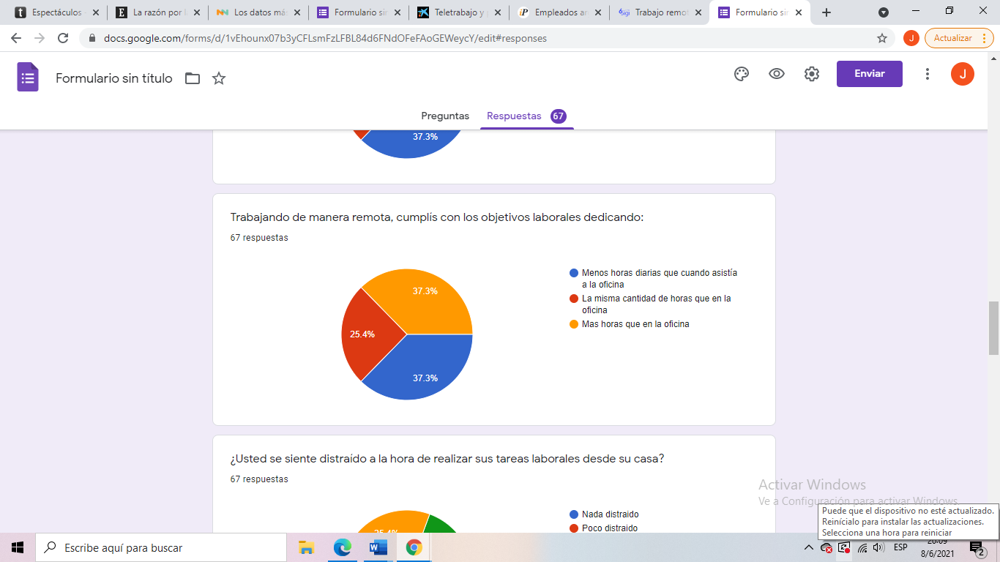 Espectáculos
La razón por l
Los datos má
Formulario sin
Teletrabajo y
Empleados an
Trabajo remot
Formulario sin
docs.google.com/forms/d/1vEhounx07b3yCFLsmFzLFBL84d6FNdOFeFAoGEWeycY/edit#responses
J
Actualizar
Formulario sin título
Enviar
J
Preguntas
Respuestas 67
37.3%
Trabajando de manera remota, cumplís con los objetivos laborales dedicando:
67 respuestas
37.3%
25.4%
37.3%
Menos horas diarias que cuando asistía
a la oficina
La misma cantidad de horas que en la
oficina
Mas horas que en la oficina
¿Usted se siente distraído a la hora de realizar sus tareas laborales desde su casa?
67 respuestas
25.4%
Nada distraido
Poco distraido
Activar Windows
Ve a Configuración para activar Windows.
Puede que el dispositivo no esté actualizado.
Reinícialo para instalar las actualizaciones.
Selecciona una hora para reiniciar
Escribe aquí para buscar
ESP
20:09
8/6/2021
2